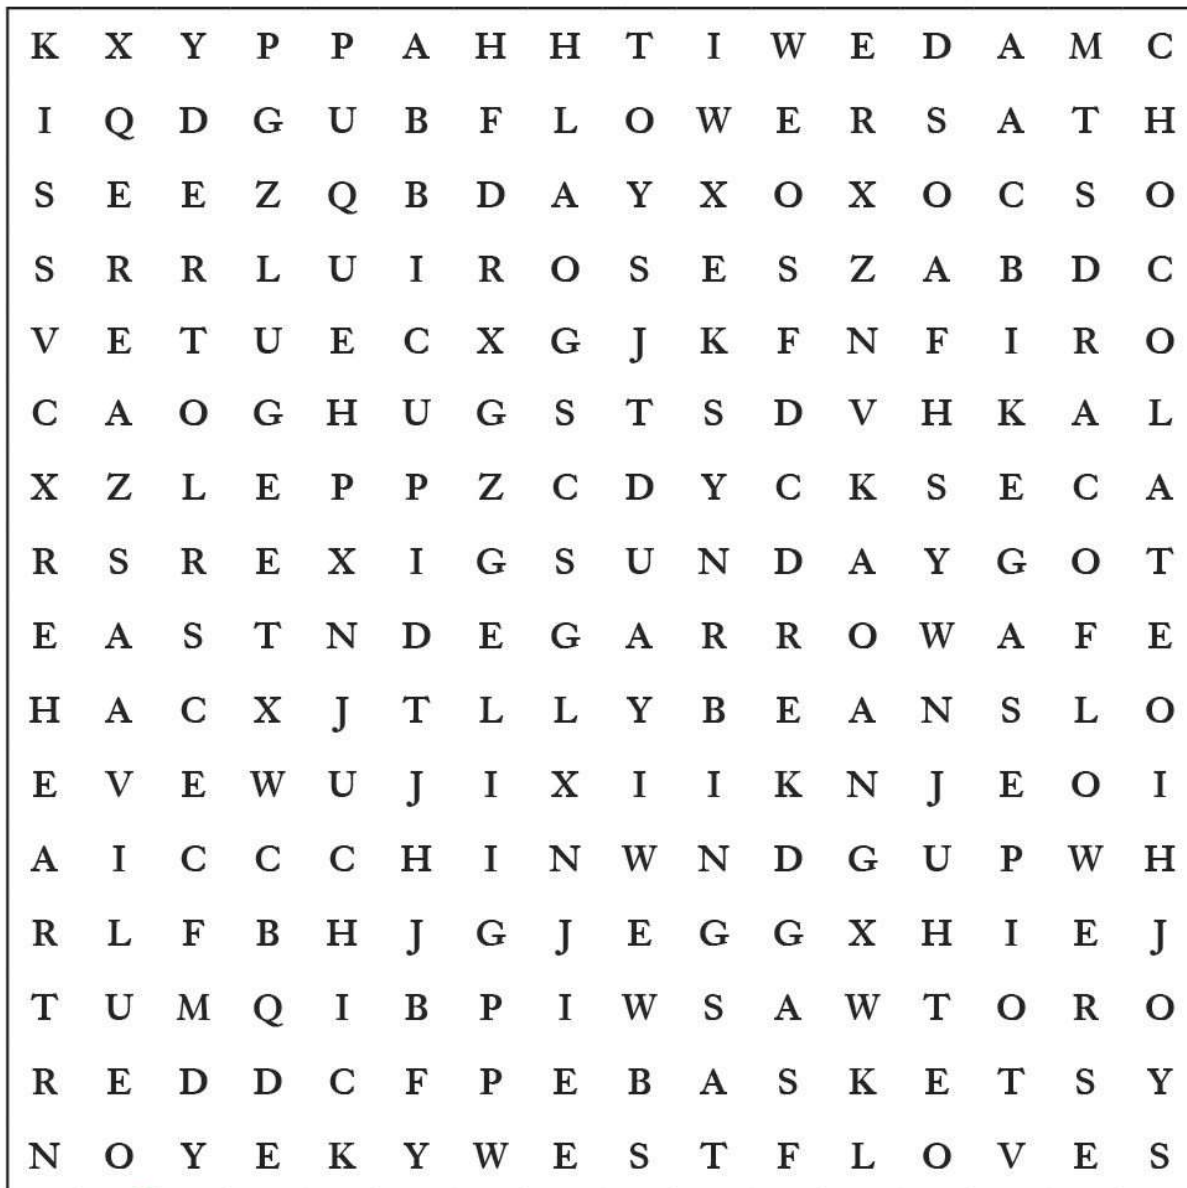 K X Y P P A H H T I W E D A M C
I Q D G U B F L O W E R S A T H
S E E Z Q B D A Y X O X O C S O
S R R L U I R O S E S Z A B D C
V E T U E C X G J K F N F I R O
C A O G H U G S T S D V H K A L
X Z L E P P Z C D Y C K S E C A
R S R E X I G S U N D A Y G O T
E A S T N D E G A R R O W A F E
H A C X J T L L Y B E A N S L O
E V E W U J I X I I K N J E O I
A I C C C H I N W N D G U P W H
R L F B H J G J E G G X H I E J
T U M Q I B P I W S A W T O R O
R E D D C F P E B A S K E T S Y
N O Y E K Y W E S T F L O V E S